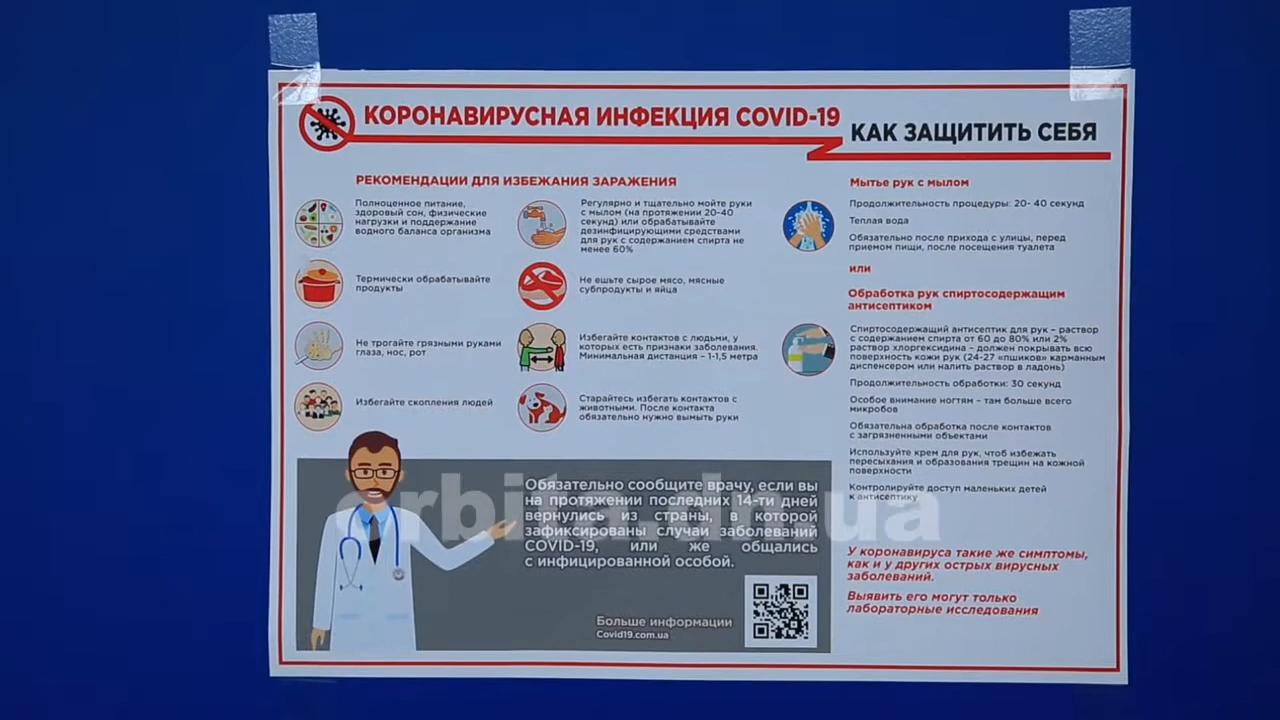 КОРОНАВИРУСНАЯ ИНФЕКЦИЯ COVID-19
КАК ЗАЩИТИТЬ СЕБЯ
РЕКОМЕНДАЦИИ ДЛЯ ИЗБЕЖАНИЯ ЗАРАЖЕНИЯ
Полноценное питание,
здоровый сон, физические
нагрузки и поддержание
водного баланса организма
Регулярно и тщательно мойте руки
с мылом (на протяжении 20-40
секунд) или обрабатывайте
дезинфицирующими средствами
для рук с содержанием спирта не
менее 60%
Термически обрабатывайте
продукты
Не ешьте сырое мясо, мясные
субпродукты и яйца
Не трогайте грязными руками
глаза, нос, рот
Избегайте контактов с людьми, у
которых есть признаки заболевания.
Минимальная дистанция – 1-1,5 метра
Избегайте скопления людей
Старайтесь избегать контактов с
животными. После контакта
обязательно нужно вымыть руки
Обязательно сообщите врачу, если вы
на протяжении последних 14-ти дней
вернулись из страны, в которой
зафиксированы случаи заболеваний
COVID-19, или же общались
с инфицированной особой.
Больше информации
Covid19.com.ua
Мытье рук с мылом
Продолжительность процедуры: 20- 40 секунд
Теплая вода
Обязательно после прихода с улицы, перед
приемом пищи, после посещения туалета
или
Обработка рук спиртосодержащим
антисептиком
Спиртосодержащий антисептик для рук – раствор
с содержанием спирта от 60 до 80% или 2%
раствор хлоргексидина – должен покрывать всю
поверхность кожи рук (24-27 «пшиков» карманным
диспенсером или налить раствор в ладонь)
Продолжительность обработки: 30 секунд
Особое внимание ногтям – там больше всего
микробов
Обязательна обработка после контактов
с загрязненными объектами
Используйте крем для рук, чтоб избежать
пересыхания и образования трещин на кожной
поверхности
Контролируйте доступ маленьких детей
к антисептику
У коронавируса такие же симптомы,
как и у других острых вирусных
заболеваний.
Выявить его могут только
лабораторные исследования
orbita.dn.ua